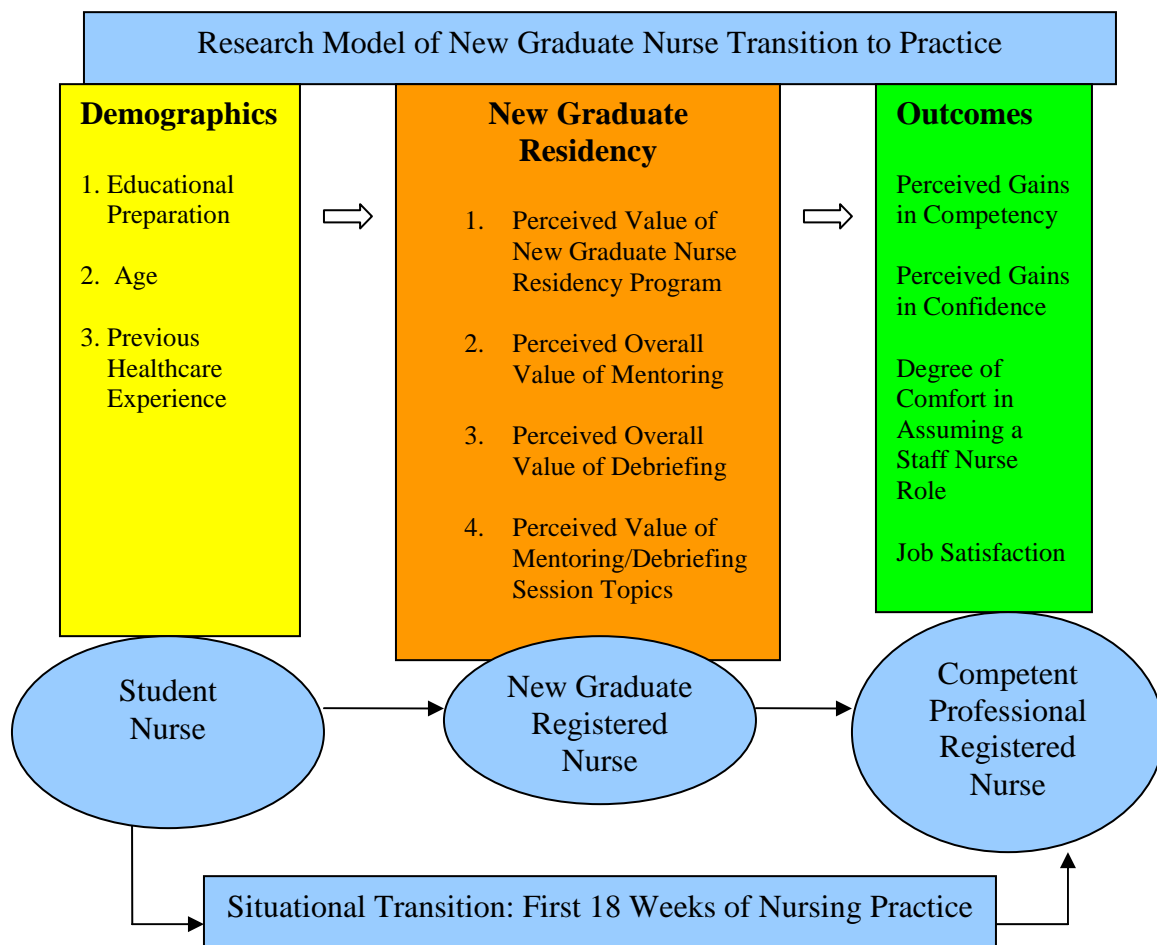 Research Model of New Graduate Nurse Transition to Practice
Demographics
1. Educational
Preparation
2. Age
3. Previous
Healthcare
Experience
New Graduate
Residency
1. Perceived Value of
New Graduate Nurse
Residency Program
2. Perceived Overall
Value of Mentoring
3. Perceived Overall
Value of Debriefing
4. Perceived Value of
Mentoring/Debriefing
Session Topics
Outcomes
Perceived Gains
in Competency
Perceived Gains
in Confidence
Degree of
Comfort in
Assuming a
Staff Nurse
Role
Job Satisfaction
Student
Nurse
New Graduate
Registered
Nurse
Competent
Professional
Registered
Nurse
Situational Transition: First 18 Weeks of Nursing Practice